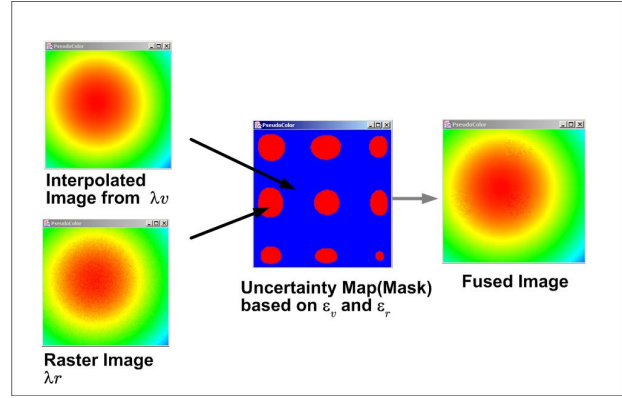 PseudoColor
Interpolated
Image from λv
PseudoColor
Raster Image
λr
PseudoColor
Uncertainty Map(Mask)
based on εv and εr
PseudoColor
Fused Image